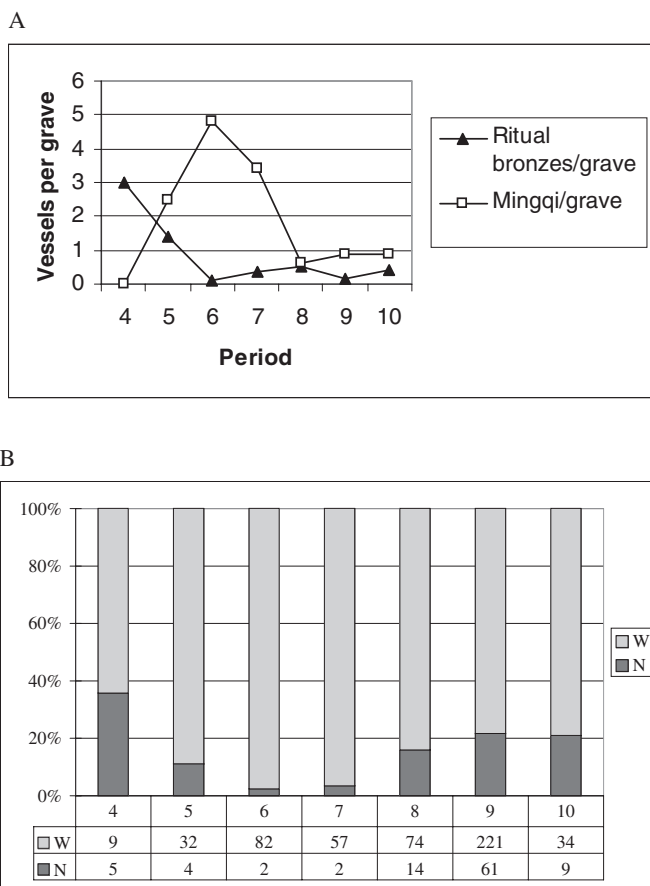 A
6
5
4
3
2
1
0
Vessels per grave
4 5 6 7 8 9 10
Period
Ritual
bronzes/grave
Mingqi/grave
B
100%
80%
60%
40%
20%
0%
W
N
4 5 6 7 8 9 10
W 9 32 82 57 74 221 34
N 5 4 2 2 14 61 9